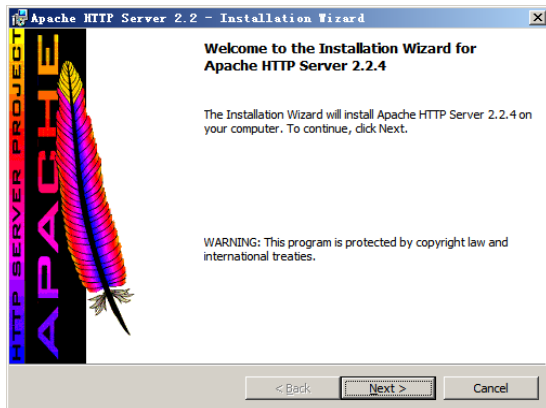 Apache HTTP Server 2.2 - Installation Wizard
HTTP SERVER PROJECT
APACHE
Welcome to the Installation Wizard for
Apache HTTP Server 2.2.4
The Installation Wizard will install Apache HTTP Server 2.2.4 on
your computer. To continue, click Next.
WARNING: This program is protected by copyright law and
international treaties.
< Back
Next >
Cancel